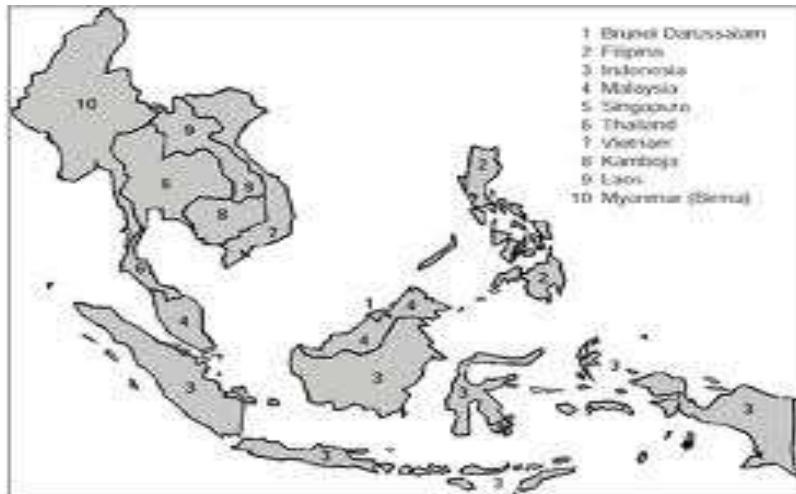 1 Brunei Darussalam
2 Filipina
3 Indonesia
4 Malaysia
5 Singapura
6 Thailand
7 Vietnam
8 Kamboja
9 Laos
10 Myanmar (Birma)
10
9
6
9
8
7
6
4
3
1
4
4
3
2
2
3
3
3
3
3